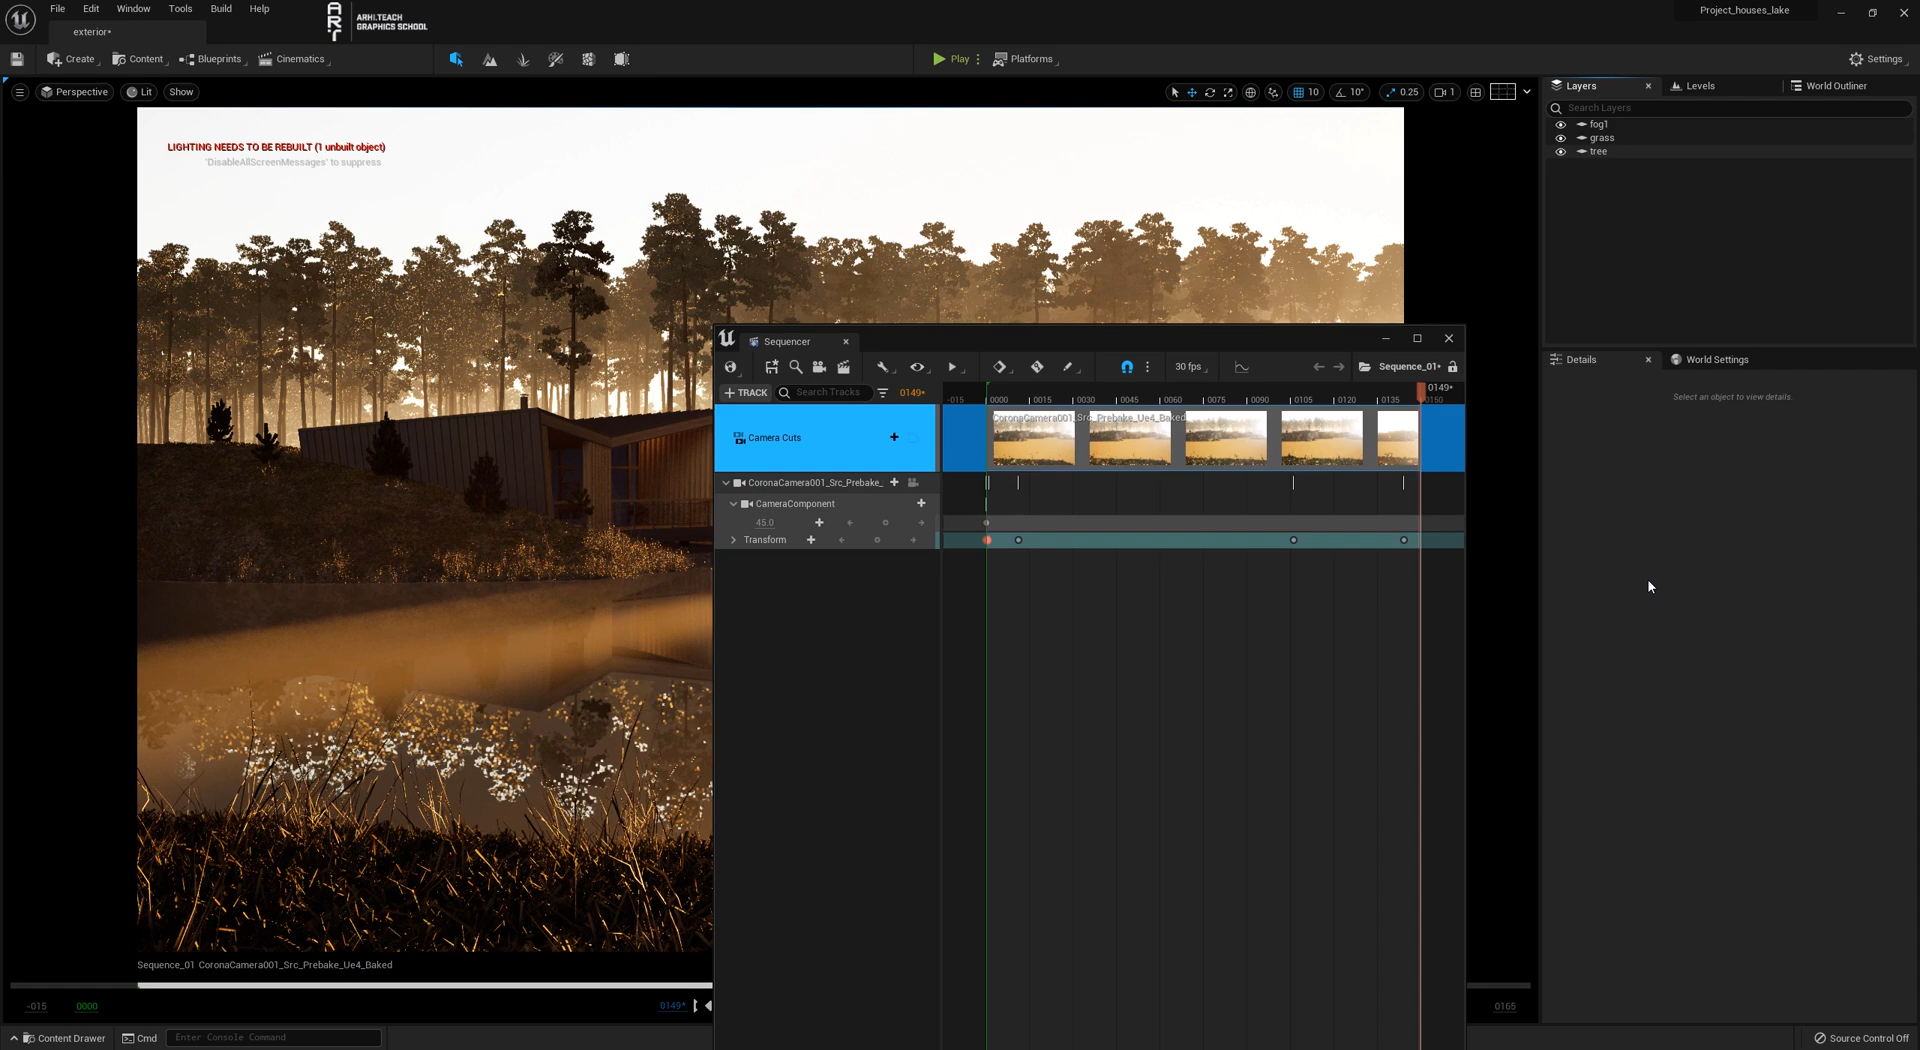 File Edit Window Tools Build Help
ART
ARHI.TEACH
GRAPHICS SCHOOL
Project_houses_lake
exterior*
Create Content Blueprints Cinematics Play Platforms Settings
Perspective Lit Show
10 10° 0.25 1
Layers Levels World Outliner
Search Layers
fog1
grass
tree
LIGHTING NEEDS TO BE REBUILT (1 unbuilt object)
'DisableAllScreenMessages' to suppress
Details World Settings
Select an object to view details.
Sequencer
30 fps Sequence_01*
TRACK Search Tracks 0149*
0149*
-015 0000 0015 0030 0045 0060 0075 0090 0105 0120 0135 0150
Camera Cuts
CoronaCamera001_Src_Prebake_Ue4_Baked
CoronaCamera001_Src_Prebake_
CameraComponent
45.0
Transform
Sequence_01 CoronaCamera001_Src_Prebake_Ue4_Baked
-015 0000 0149* 0165
Content Drawer Cmd Enter Console Command Source Control Off